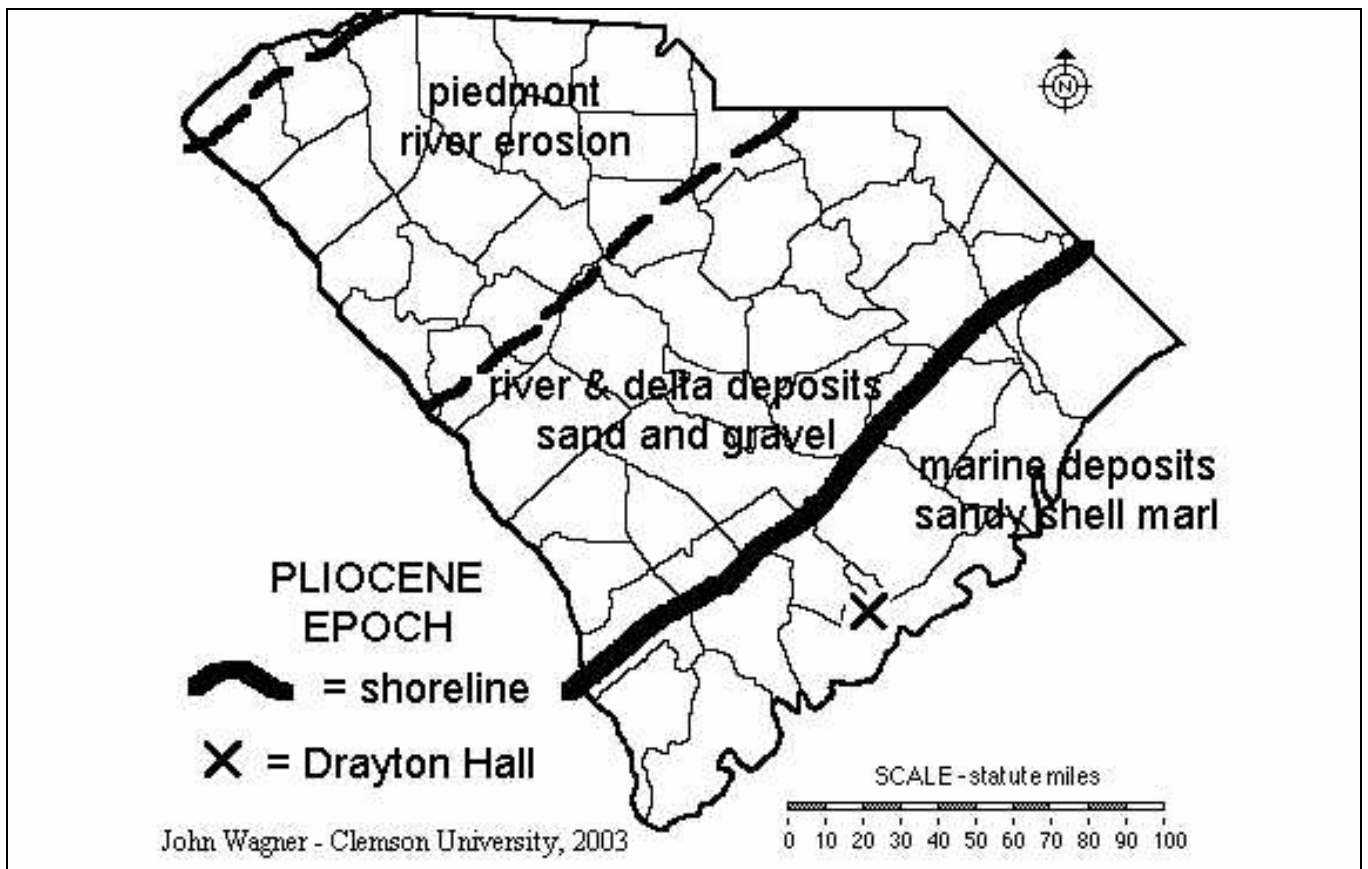 N
piedmont
river erosion
river & delta deposits
sand and gravel
marine deposits
sandy shell marl
PLIOCENE
EPOCH
= shoreline
X = Drayton Hall
SCALE - statute miles
0 10 20 30 40 50 60 70 80 90 100
John Wagner - Clemson University, 2003